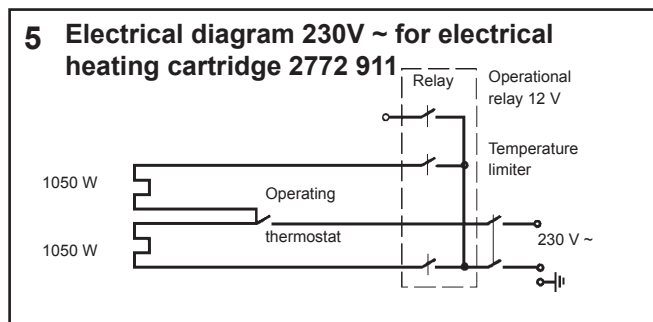 5 Electrical diagram 230V ~ for electrical
heating cartridge 2772 911
Relay
Operational
relay 12 V
Temperature
limiter
1050 W
Operating
thermostat
1050 W
230 V ~